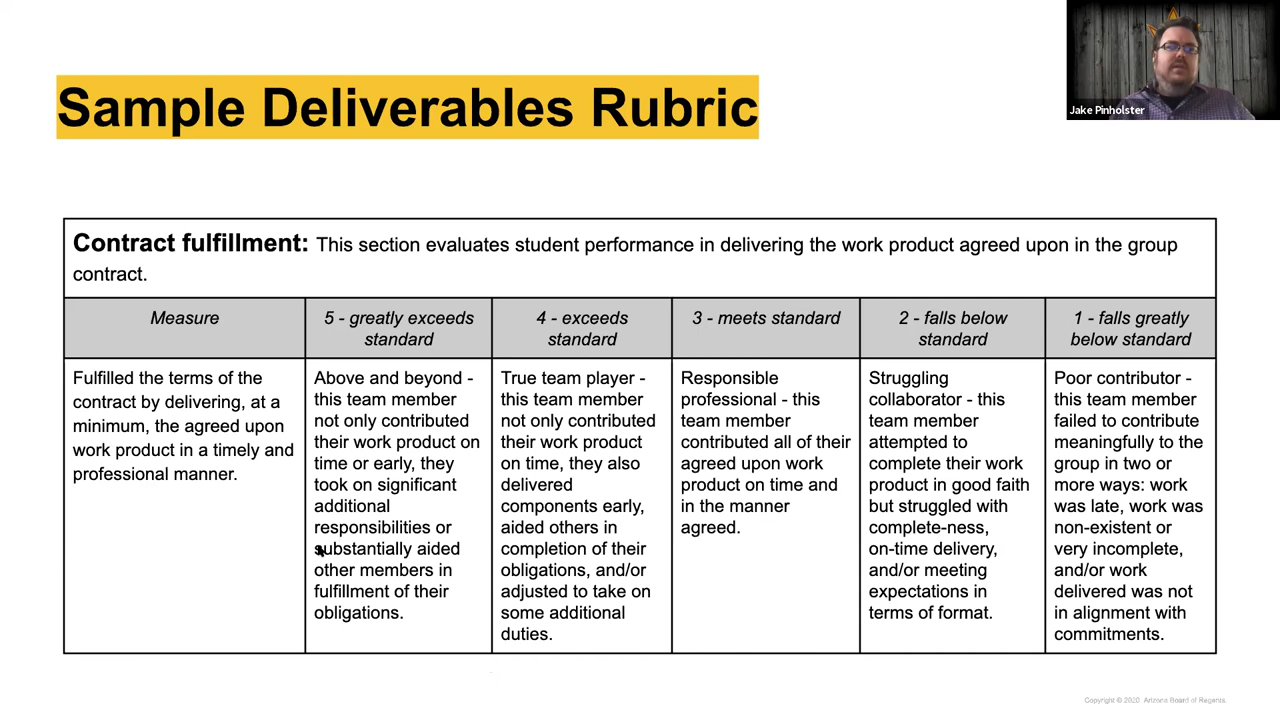 Jake Pinholster
Sample Deliverables Rubric
Contract fulfillment: This section evaluates student performance in delivering the work product agreed upon in the group
contract.
Measure
5 - greatly exceeds
standard
4 - exceeds
standard
3 - meets standard
2 - falls below
standard
1 - falls greatly
below standard
Fulfilled the terms of the
contract by delivering, at a
minimum, the agreed upon
work product in a timely and
professional manner.
Above and beyond -
this team member
not only contributed
their work product on
time or early, they
took on significant
additional
responsibilities or
substantially aided
other members in
fulfillment of their
obligations.
True team player -
this team member
not only contributed
their work product
on time, they also
delivered
components early,
aided others in
completion of their
obligations, and/or
adjusted to take on
some additional
duties.
Responsible
professional - this
team member
contributed all of their
agreed upon work
product on time and
in the manner
agreed.
Struggling
collaborator - this
team member
attempted to
complete their work
product in good faith
but struggled with
complete-ness,
on-time delivery,
and/or meeting
expectations in
terms of format.
Poor contributor -
this team member
failed to contribute
meaningfully to the
group in two or
more ways: work
was late, work was
non-existent or
very incomplete,
and/or work
delivered was not
in alignment with
commitments.
Copyright © 2020 Arizona Board of Regents.